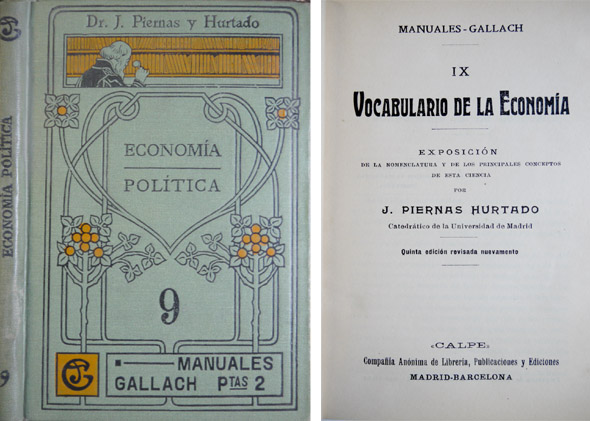 ECONOMÍA POLÍTICA
9
Dr. J. Piernas y Hurtado
ECONOMÍA
POLÍTICA
9
MANUALES
GALLACH PTAS 2
MANUALES-GALLACH
IX
VOCABULARIO DE LA ECONOMÍA
EXPOSICIÓN
DE LA NOMENCLATURA Y DE LOS PRINCIPALES CONCEPTOS
DE ESTA CIENCIA
POR
J. PIERNAS HURTADO
Catedrático de la Universidad de Madrid
Quinta edición revisada nuevamente
«CALPE»
Compañía Anónima de Librería, Publicaciones y Ediciones
MADRID-BARCELONA